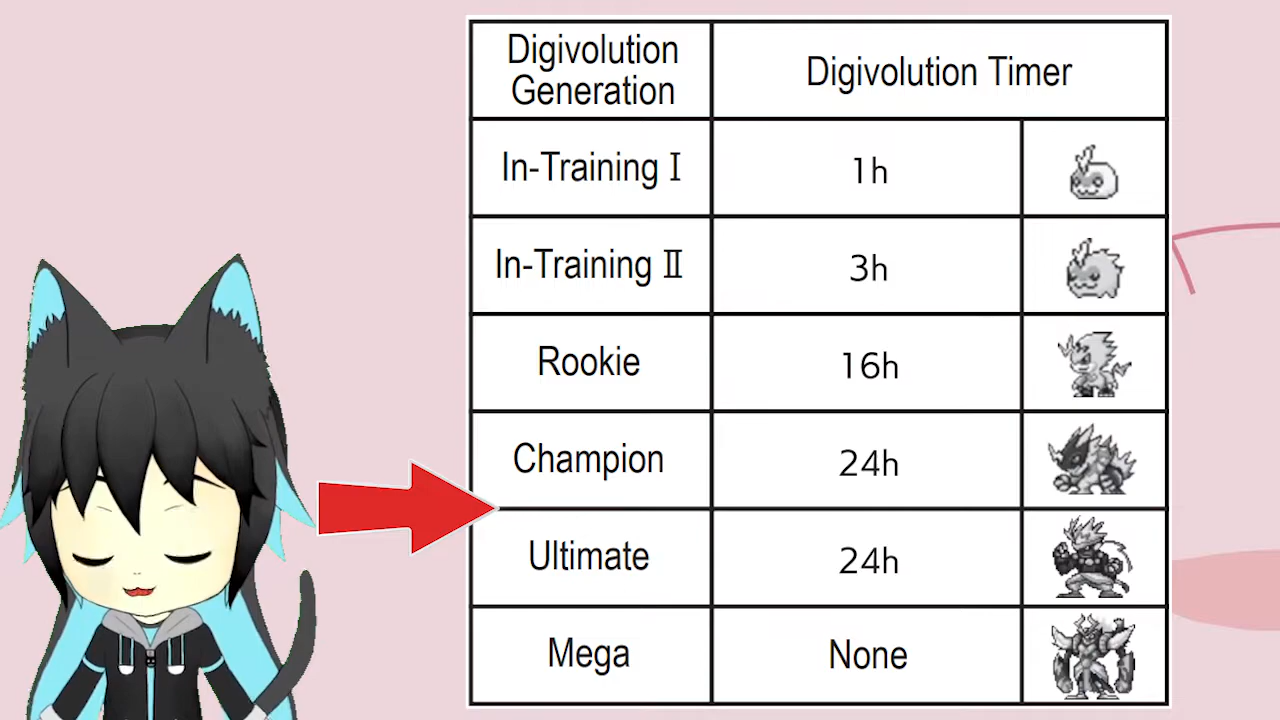 Digivolution
Generation
Digivolution Timer
In-Training Ⅰ
1h
In-Training Ⅱ
3h
Rookie
16h
Champion
24h
Ultimate
24h
Mega
None